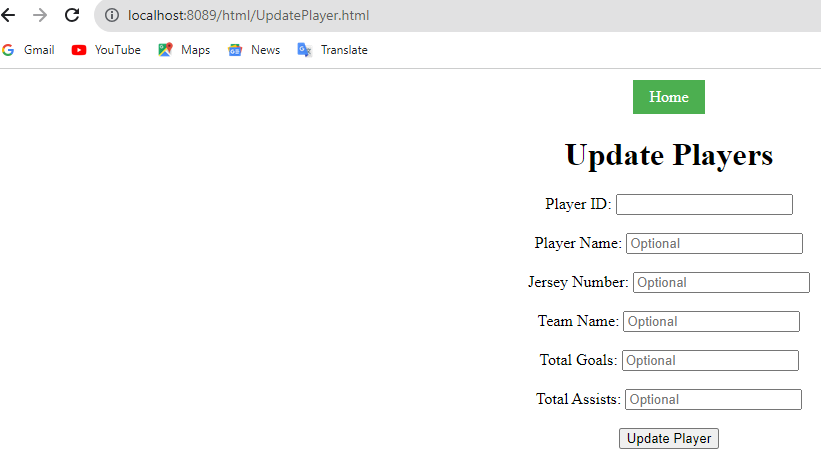 localhost:8089/html/UpdatePlayer.html
Gmail YouTube Maps News Translate
Home
Update Players
Player ID:
Player Name: Optional
Jersey Number: Optional
Team Name: Optional
Total Goals: Optional
Total Assists: Optional
Update Player